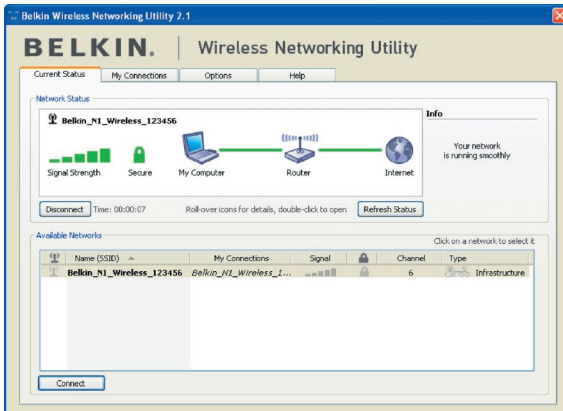 Belkin Wireless Networking Utility 2.1
BELKIN. | Wireless Networking Utility
Current Status My Connections Options Help
Network Status
Belkin_N1_Wireless_123456
Signal Strength Secure My Computer Router Internet
Info
Your network
is running smoothly
Disconnect Time: 00:00:07 Roll-over icons for details, double-click to open Refresh Status
Available Networks
Click on a network to select it
Name (SSID) My Connections Signal Channel Type
Belkin_N1_Wireless_123456 Belkin_N1_Wireless_1... 6 Infrastructure
Connect